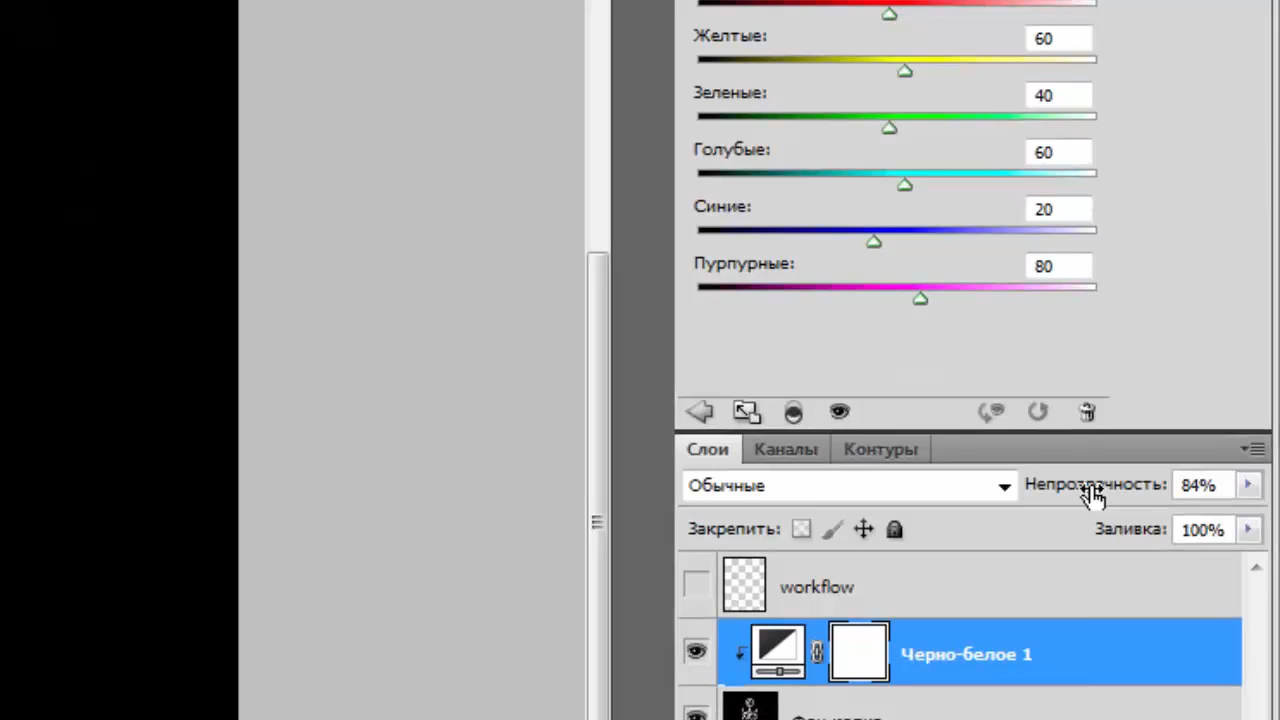 Желтые: 60
Зеленые: 40
Голубые: 60
Синие: 20
Пурпурные: 80
Слои Каналы Контуры
Обычные Непрозрачность: 84%
Закрепить: Заливка: 100%
workflow
Черно-белое 1